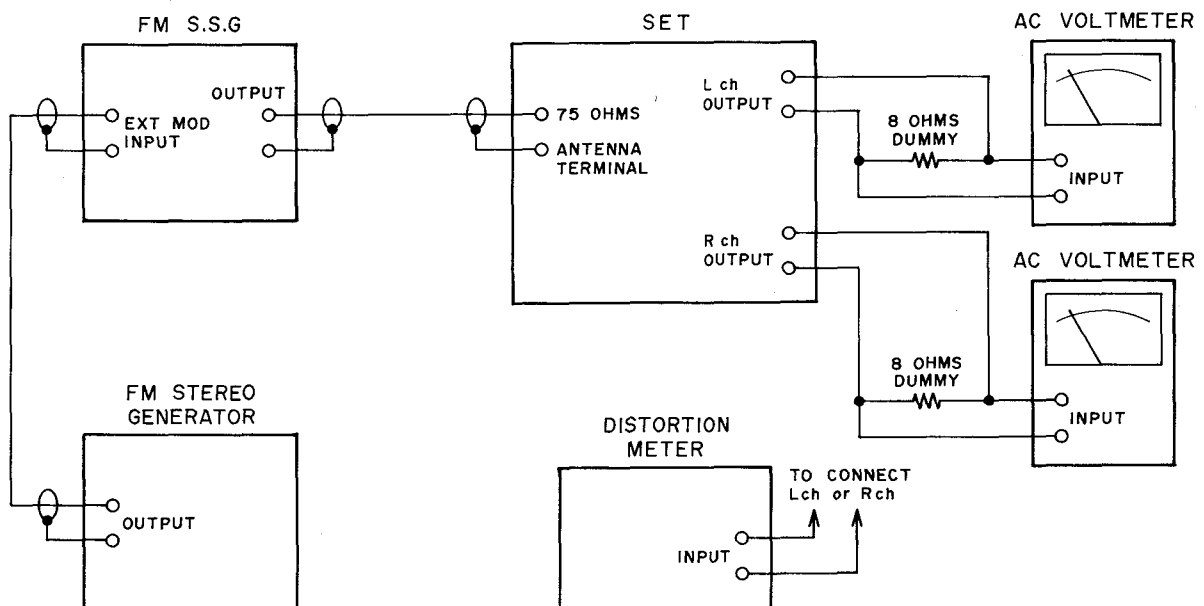 FM S.S.G
EXT MOD
INPUT
OUTPUT
SET
75 OHMS
ANTENNA
TERMINAL
L ch
OUTPUT
R ch
OUTPUT
8 OHMS
DUMMY
AC VOLTMETER
INPUT
8 OHMS
DUMMY
AC VOLTMETER
INPUT
FM STEREO
GENERATOR
OUTPUT
DISTORTION
METER
INPUT
TO CONNECT
Lch or Rch